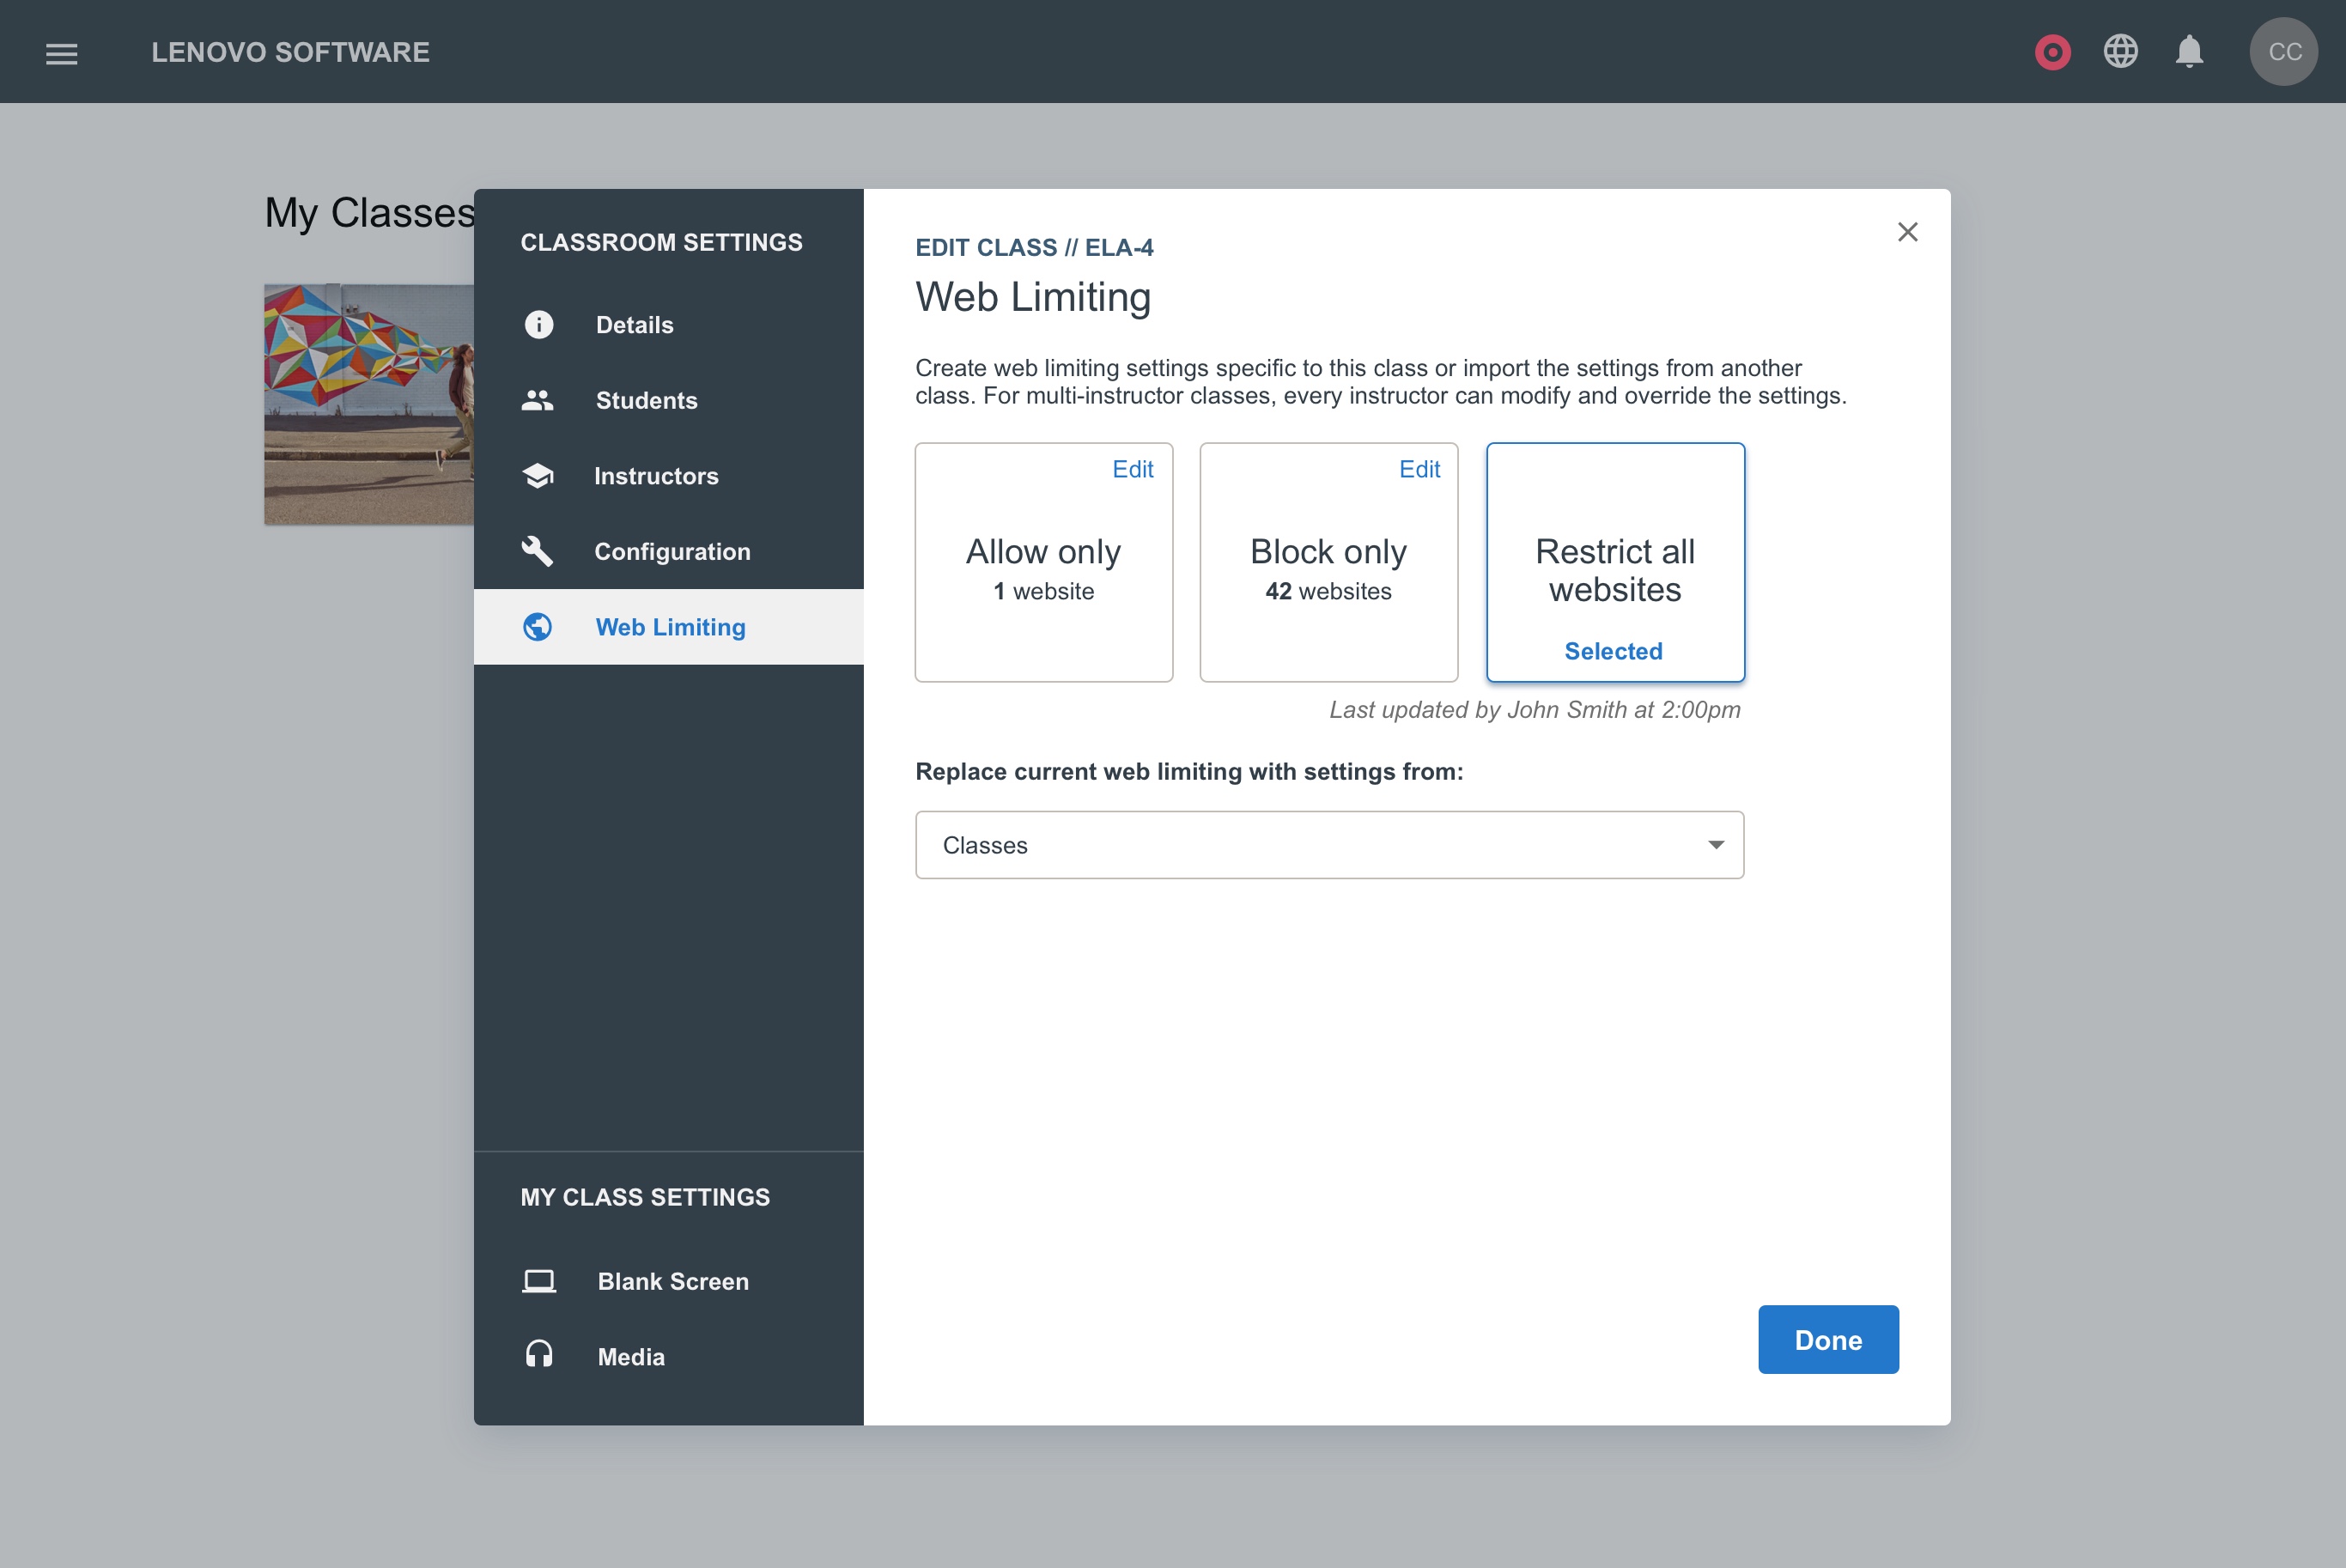 LENOVO SOFTWARE
CC
My Classes
CLASSROOM SETTINGS
Details
Students
Instructors
Configuration
Web Limiting
MY CLASS SETTINGS
Blank Screen
Media
EDIT CLASS // ELA-4
Web Limiting
Create web limiting settings specific to this class or import the settings from another
class. For multi-instructor classes, every instructor can modify and override the settings.
Edit
Allow only
1 website
Edit
Block only
42 websites
Restrict all
websites
Selected
Last updated by John Smith at 2:00pm
Replace current web limiting with settings from:
Classes
Done